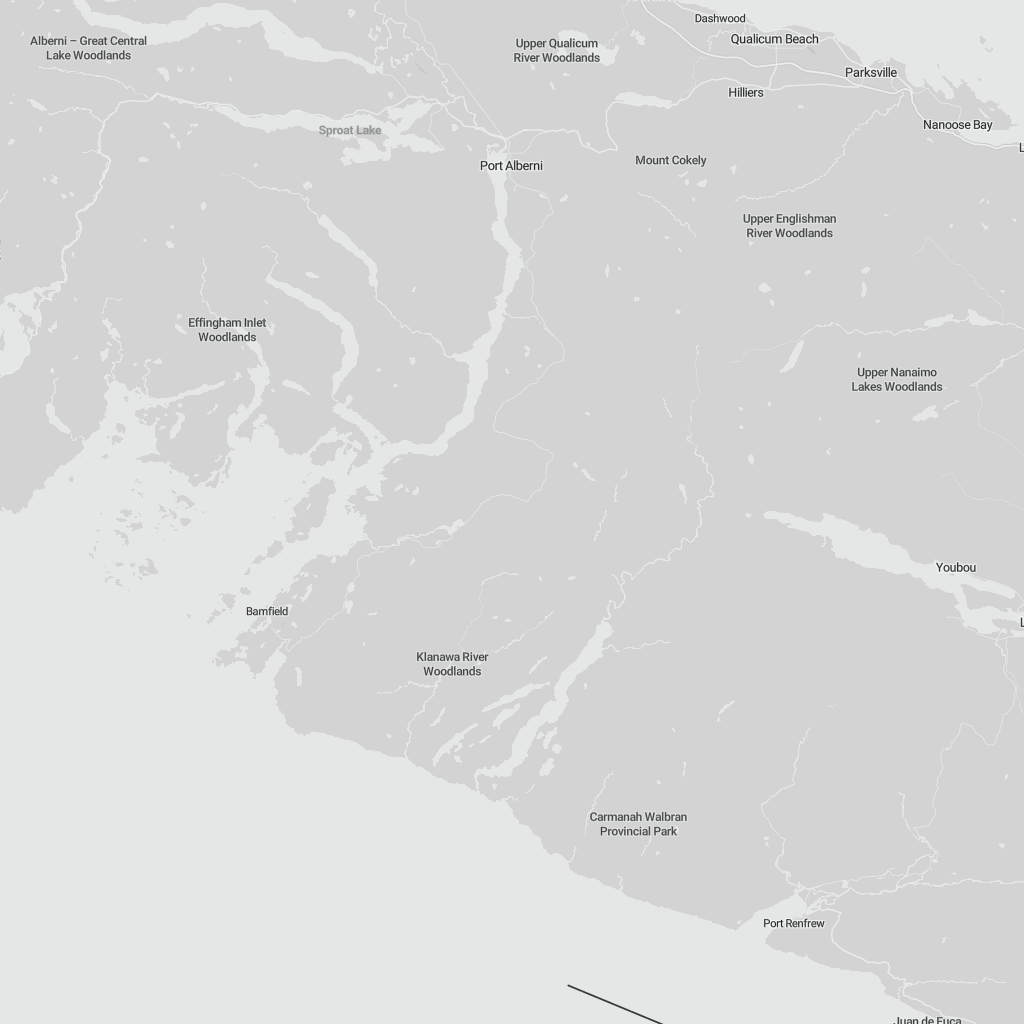 Dashwood
Alberni – Great Central
Lake Woodlands
Upper Qualicum
River Woodlands
Qualicum Beach
Parksville
Hilliers
Nanoose Bay
Sproat Lake
L
Port Alberni
Mount Cokely
Upper Englishman
River Woodlands
Effingham Inlet
Woodlands
Upper Nanaimo
Lakes Woodlands
Youbou
Bamfield
L
Klanawa River
Woodlands
Carmanah Walbran
Provincial Park
Port Renfrew
Juan de Fuca